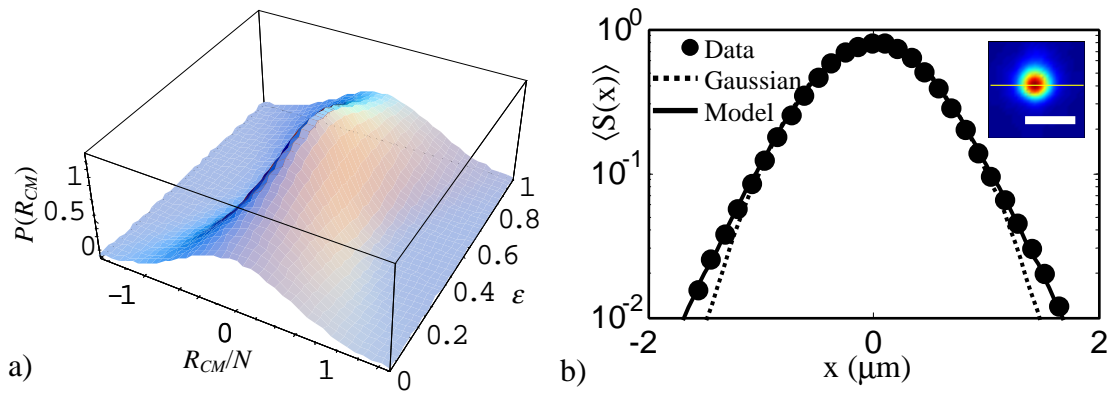 1
0.5
0
P(R_CM)
-1
0
1
R_CM/N
0
0.2
0.4
0.6
0.8
1
ε
a)
10^0
10^-1
10^-2
⟨S(x)⟩
Data
Gaussian
Model
-2
0
2
x (μm)
b)